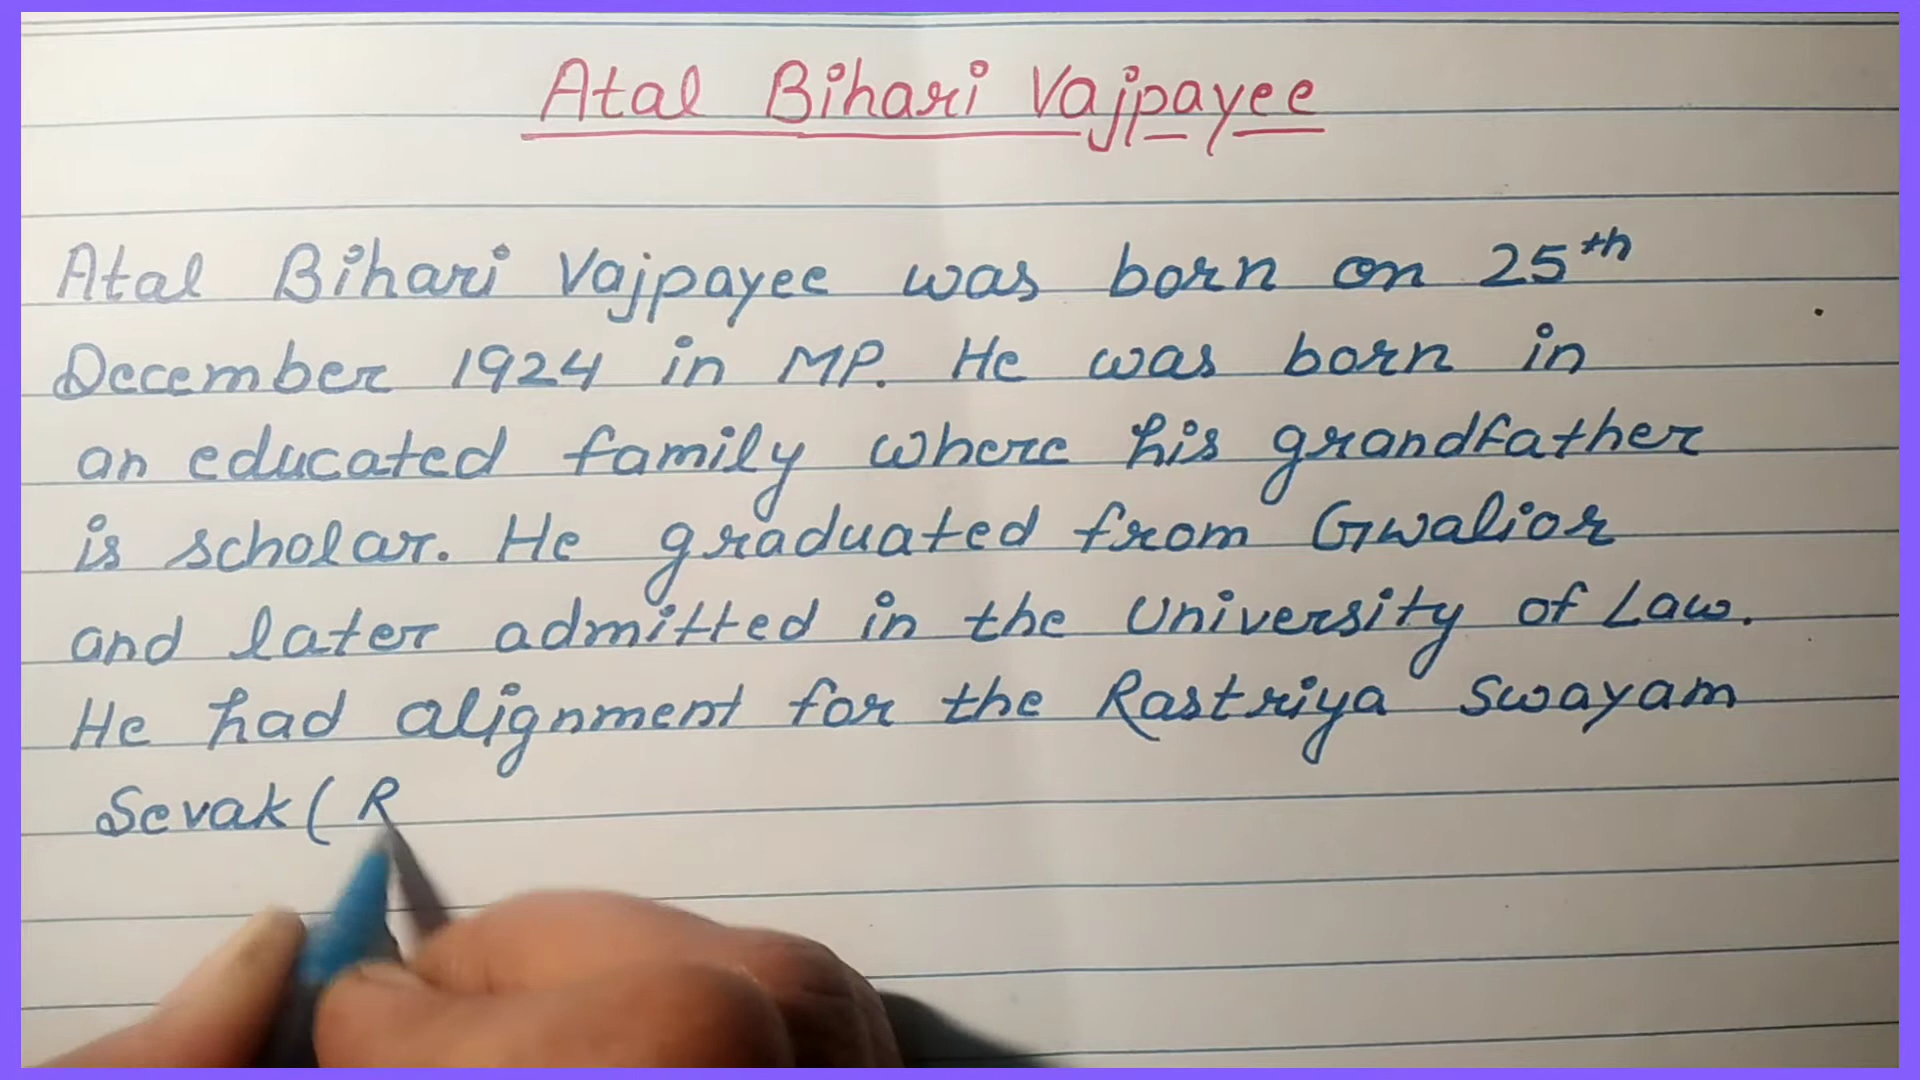 Atal Bihari Vajpayee
Atal Bihari Vajpayee was born on 25th
December 1924 in MP. He was born in
an educated family where his grandfather
is scholar. He graduated from Gwalior
and later admitted in the University of Law.
He had alignment for the Rastriya Swayam
Sevak ( R